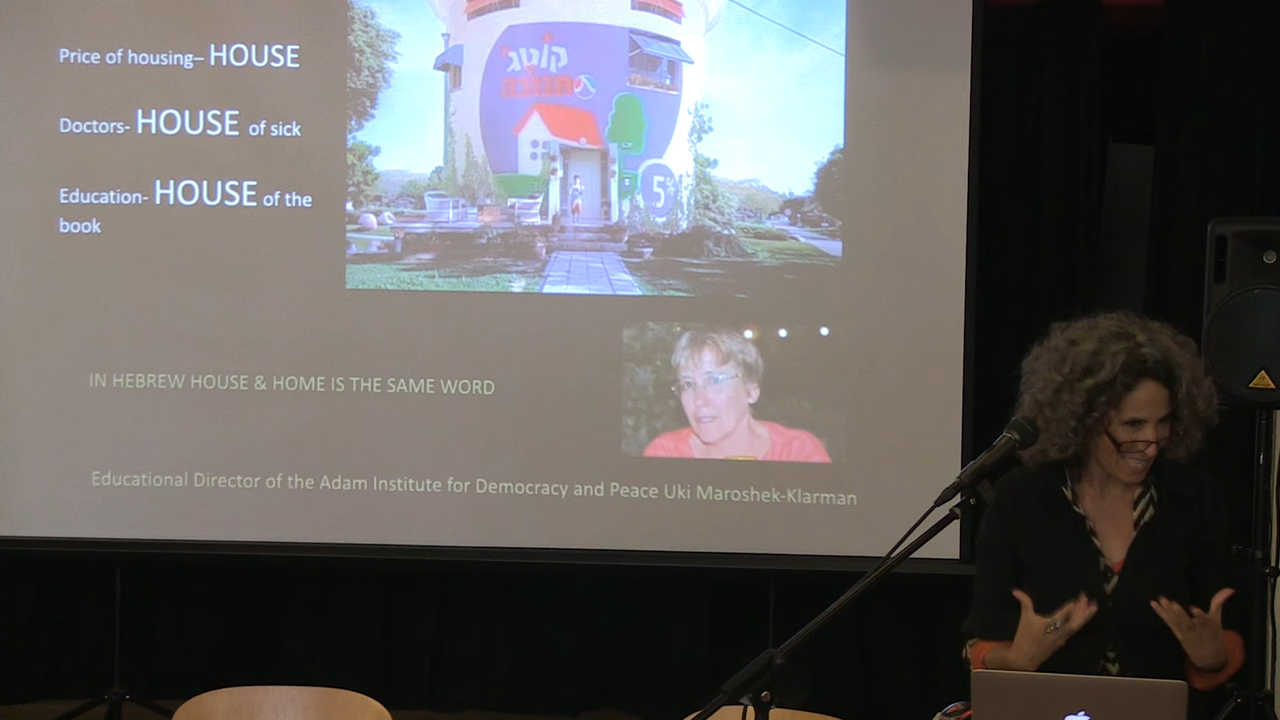 Price of housing– HOUSE
Doctors- HOUSE of sick
Education- HOUSE of the
book
קוטג'
תנובה
5%
IN HEBREW HOUSE & HOME IS THE SAME WORD
Educational Director of the Adam Institute for Democracy and Peace Uki Maroshek-Klarman